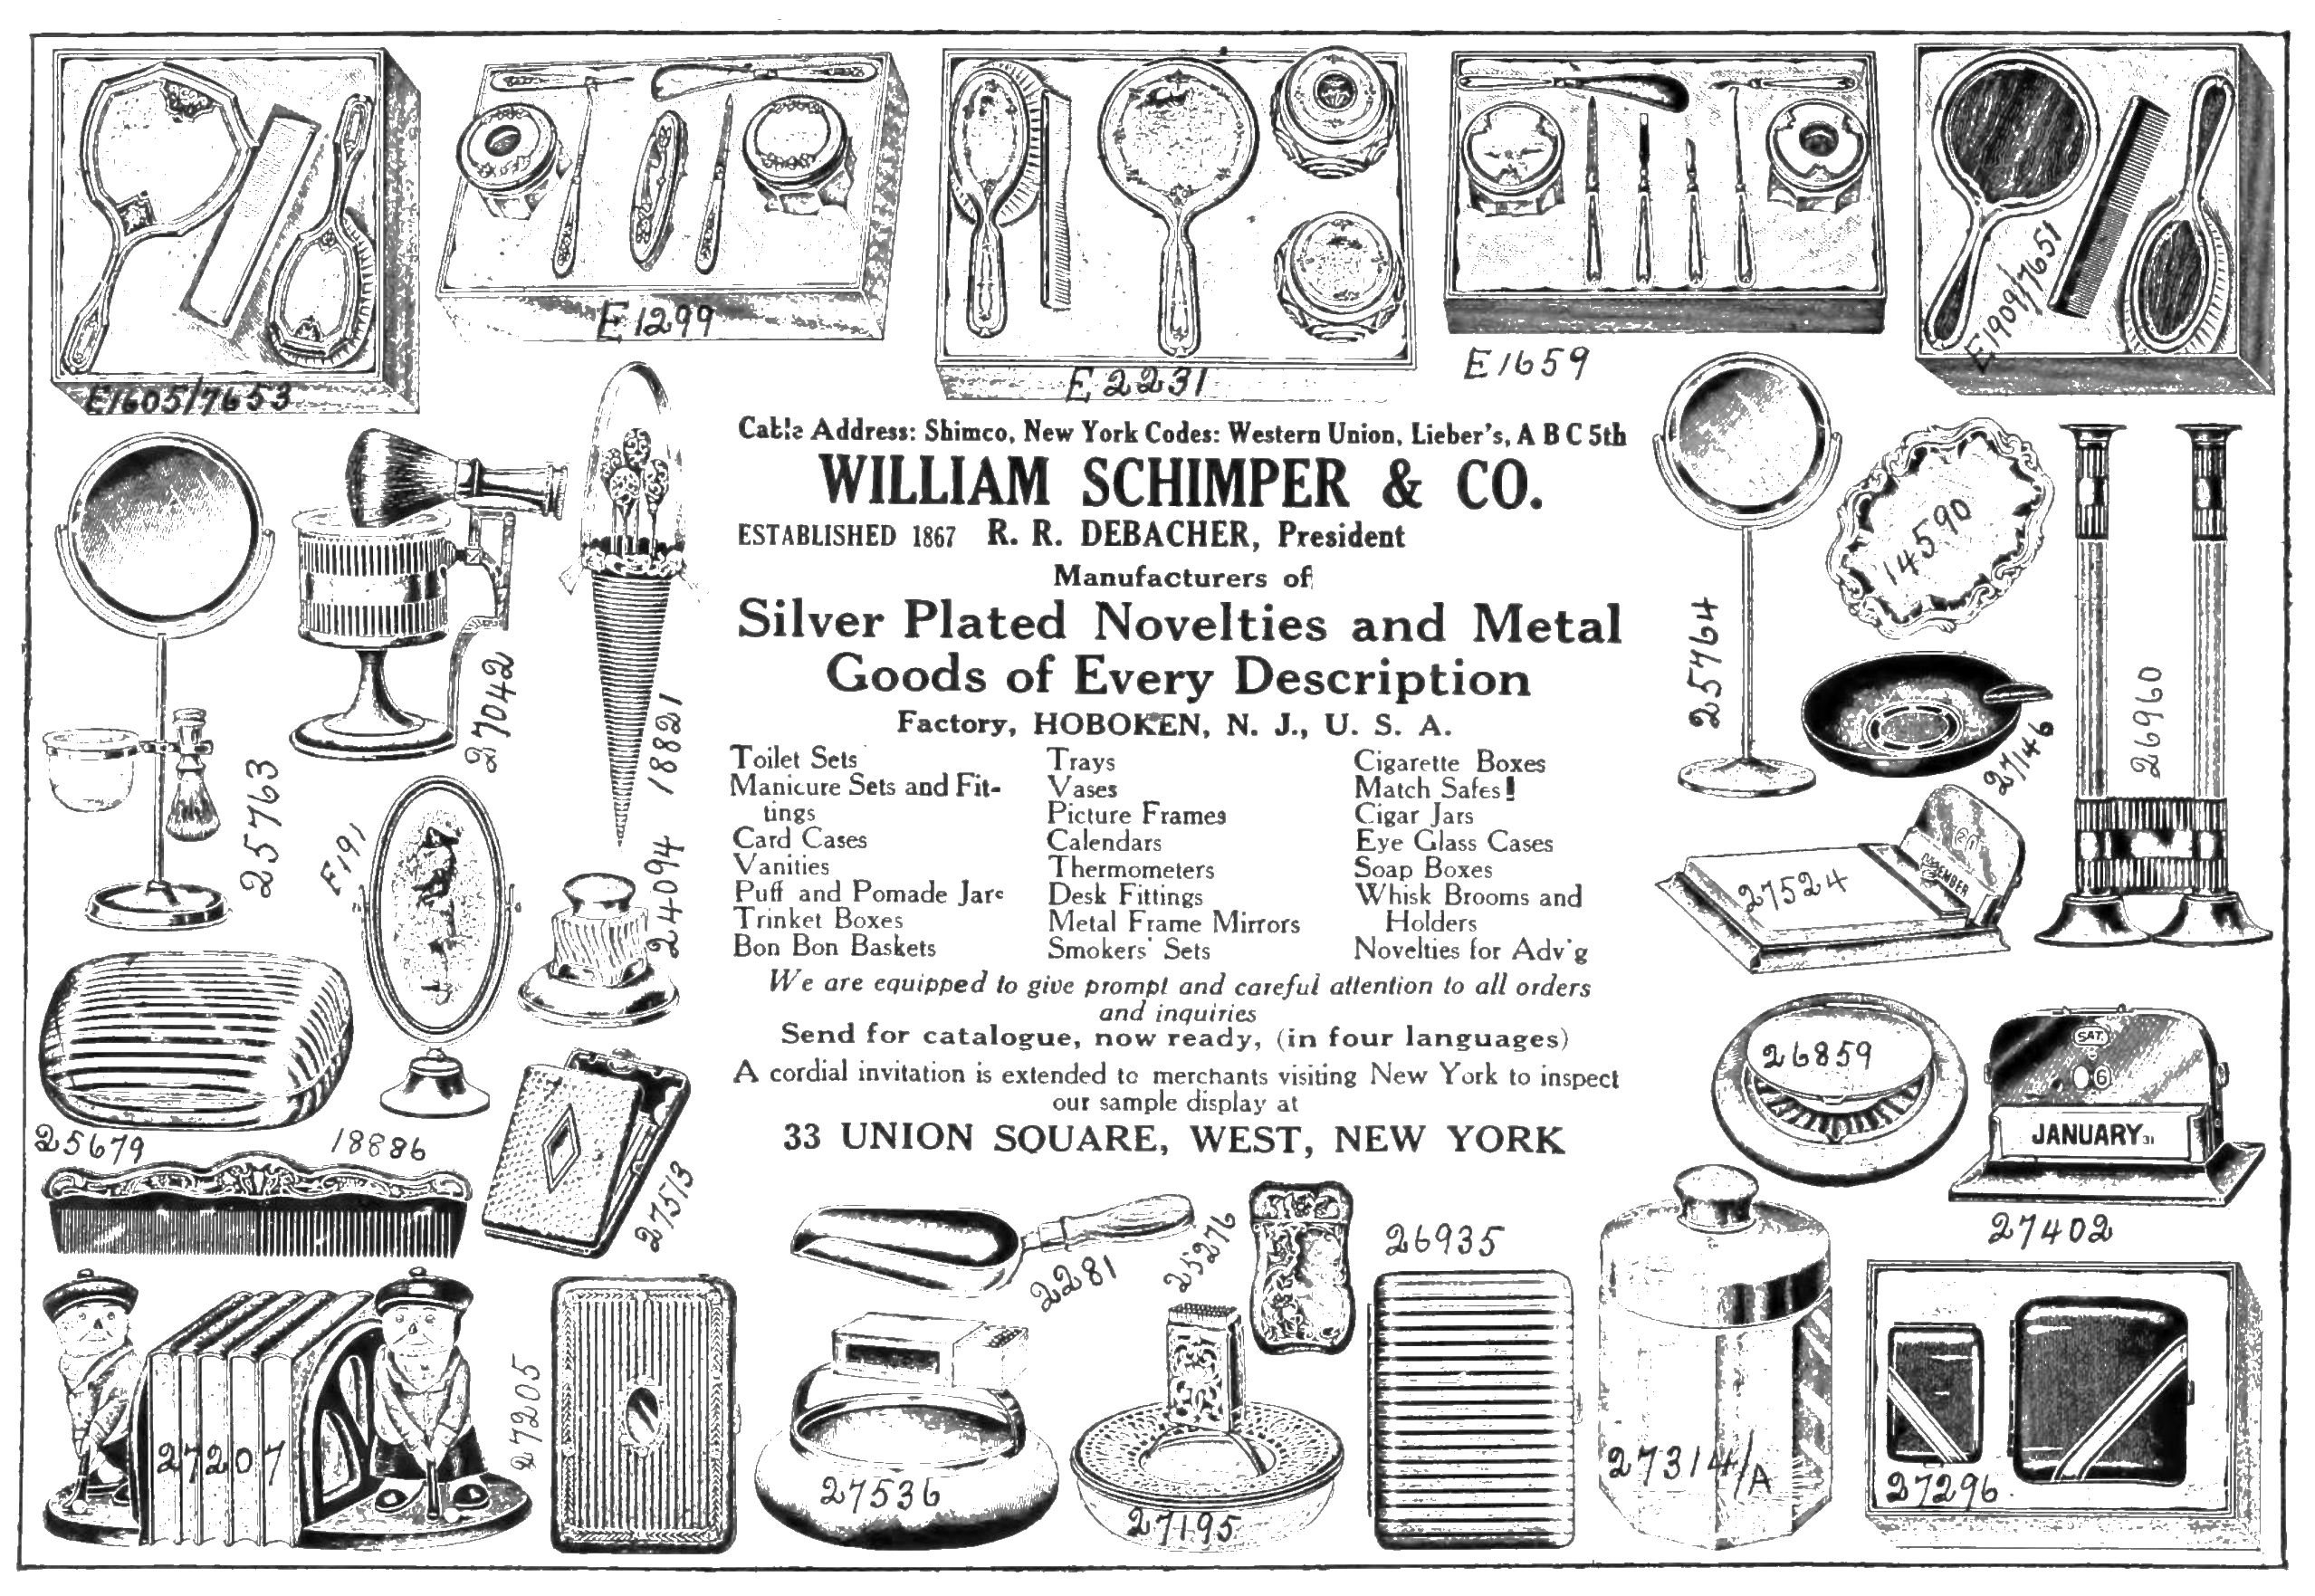 E1605/7653
E1299
E2231
E1659
E1909/7651
Cable Address: Shimco, New York Codes: Western Union, Lieber's, A B C 5th
WILLIAM SCHIMPER & CO.
ESTABLISHED 1867 R. R. DEBACHER, President
Manufacturers of
Silver Plated Novelties and Metal
Goods of Every Description
Factory, HOBOKEN, N. J., U. S. A.
Toilet Sets
Manicure Sets and Fit-
tings
Card Cases
Vanities
Puff and Pomade Jars
Trinket Boxes
Bon Bon Baskets
Trays
Vases
Picture Frames
Calendars
Thermometers
Desk Fittings
Metal Frame Mirrors
Smokers' Sets
Cigarette Boxes
Match Safes!
Cigar Jars
Eye Glass Cases
Soap Boxes
Whisk Brooms and
Holders
Novelties for Adv'g
We are equipped to give prompt and careful attention to all orders
and inquiries
Send for catalogue, now ready, (in four languages)
A cordial invitation is extended to merchants visiting New York to inspect
our sample display at
33 UNION SQUARE, WEST, NEW YORK
25763
27042
18821
E191
24094
25679
18886
27513
27207
27205
2281
25276
27536
27195
26935
27314/A
27296
25764
14590
27146
26960
27524
26859
SAT.
6
JANUARY 31
27402